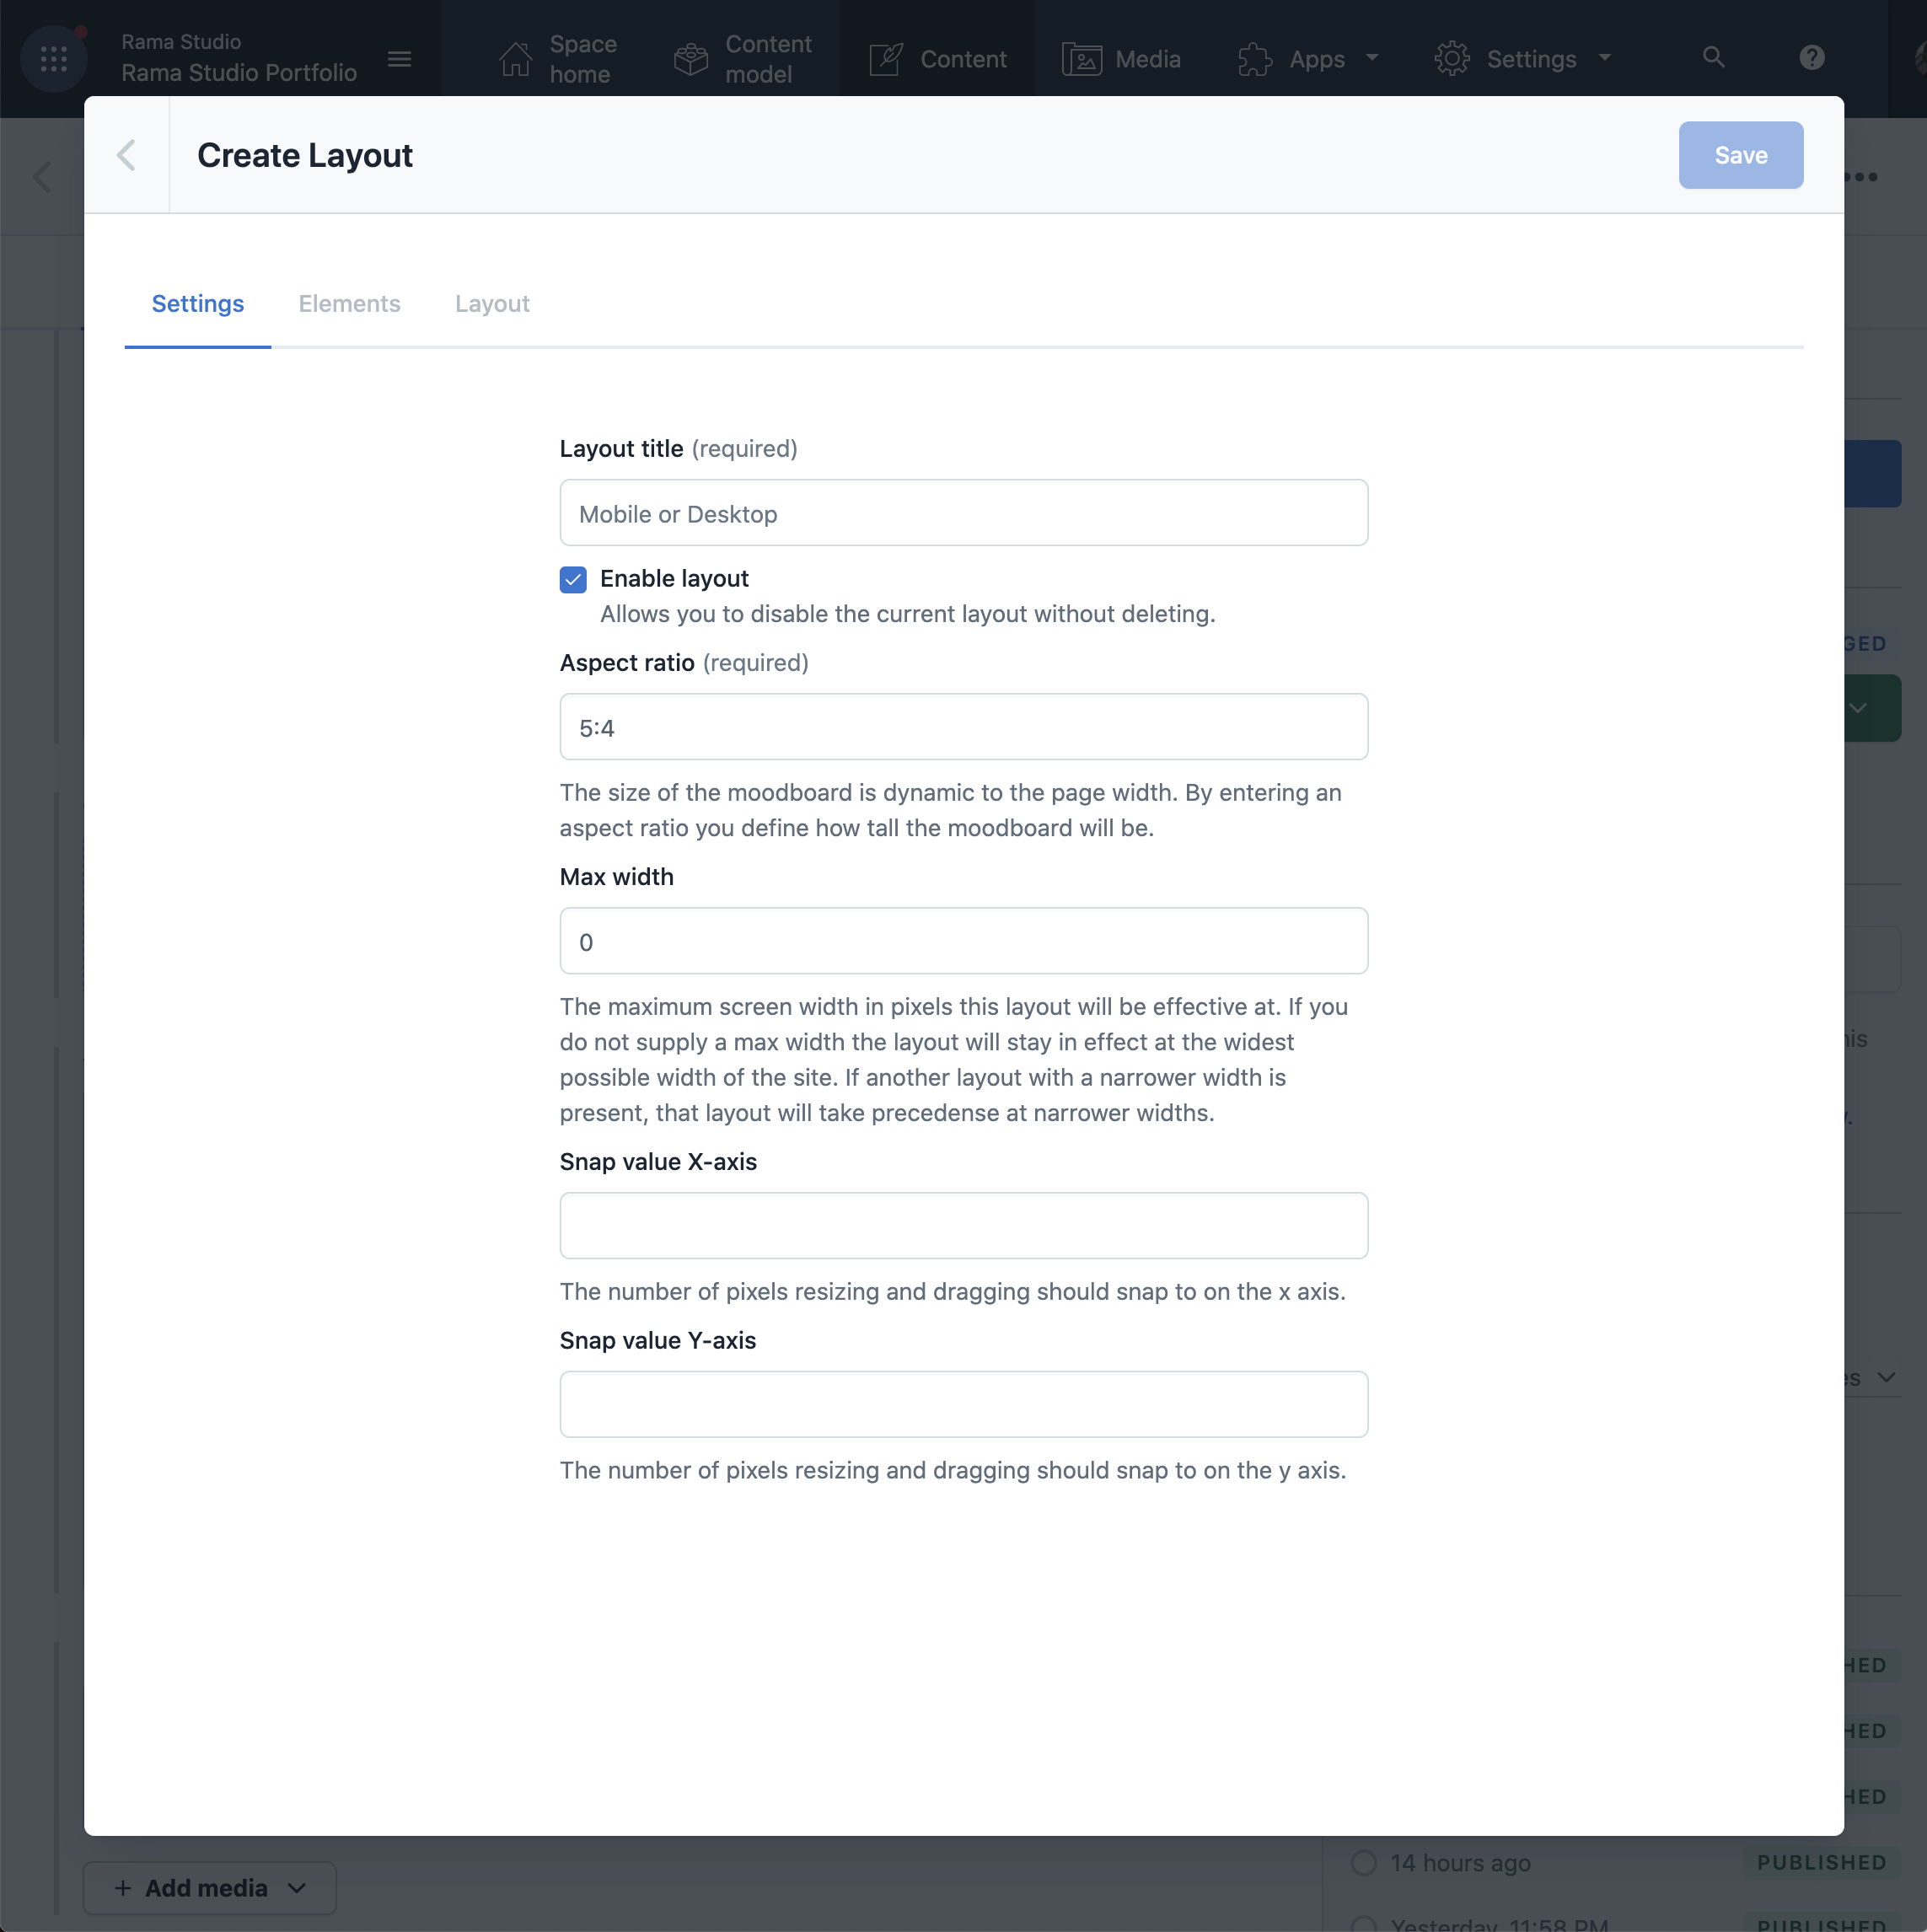 Rama Studio
Rama Studio Portfolio
Space home
Content model
Content
Media
Apps
Settings
?
Create Layout
Save
Settings
Elements
Layout
Layout title (required)
Mobile or Desktop
Enable layout
Allows you to disable the current layout without deleting.
Aspect ratio (required)
5:4
The size of the moodboard is dynamic to the page width. By entering an
aspect ratio you define how tall the moodboard will be.
Max width
0
The maximum screen width in pixels this layout will be effective at. If you
do not supply a max width the layout will stay in effect at the widest
possible width of the site. If another layout with a narrower width is
present, that layout will take precedense at narrower widths.
Snap value X-axis
The number of pixels resizing and dragging should snap to on the x axis.
Snap value Y-axis
The number of pixels resizing and dragging should snap to on the y axis.
+ Add media
14 hours ago
PUBLISHED
Yesterday, 11:58 PM
PUBLISHED